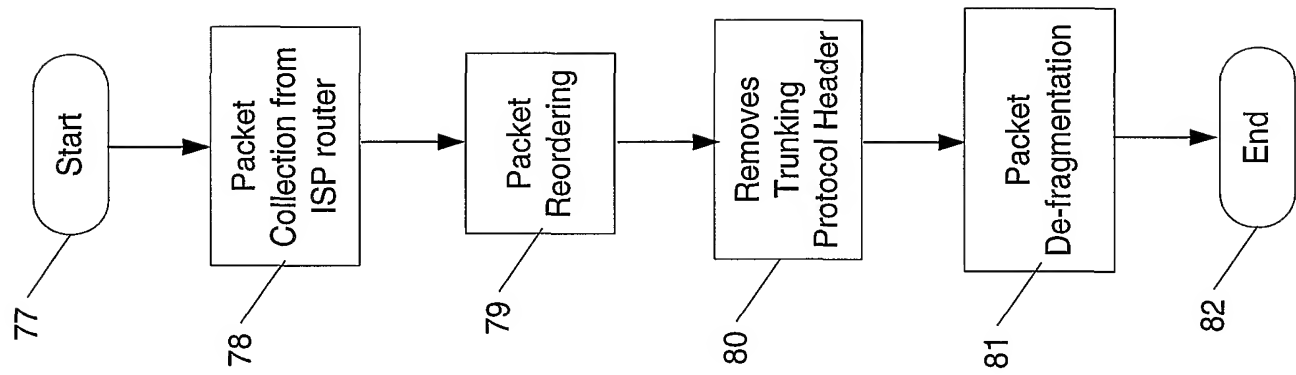 Start
77
Packet
Collection from
ISP router
78
Packet
Reordering
79
Removes
Trunking
Protocol Header
80
Packet
De-fragmentation
81
End
82